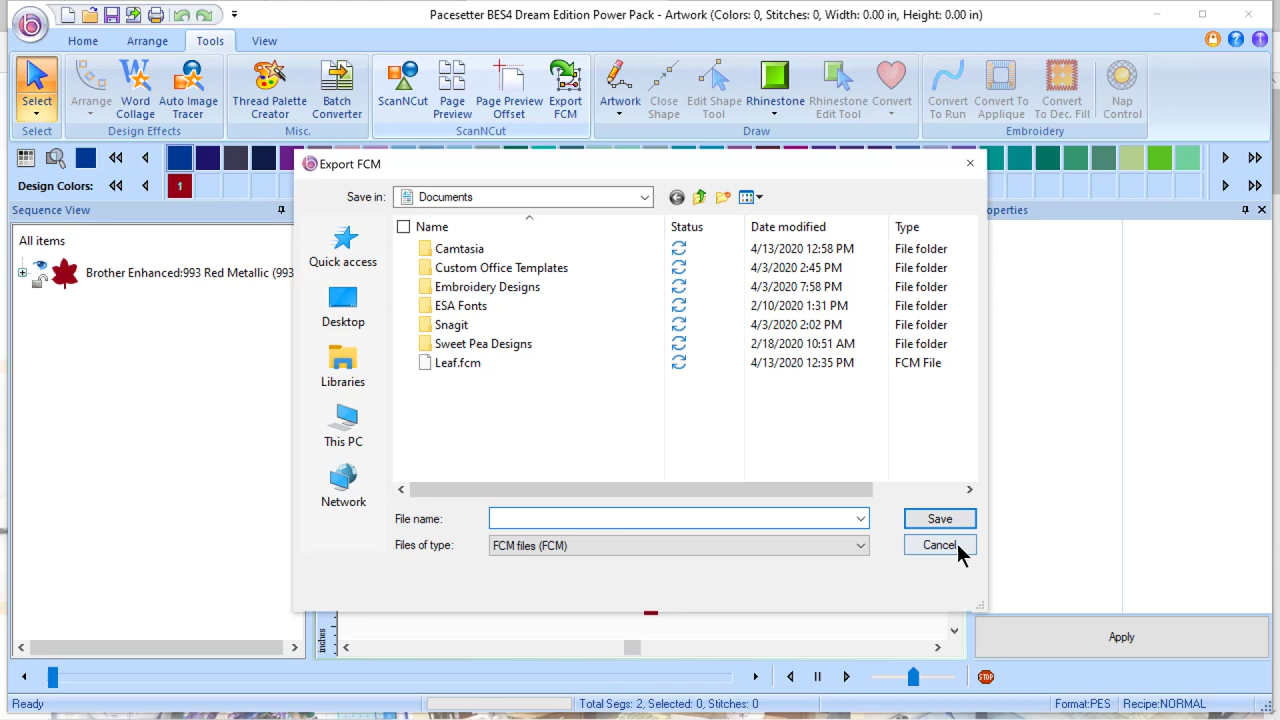 Pacesetter BES4 Dream Edition Power Pack - Artwork (Colors: 0, Stitches: 0, Width: 0.00 in, Height: 0.00 in)
Home Arrange Tools View
Select Arrange Word Collage Auto Image Tracer Thread Palette Creator Batch Converter ScanNCut Page Preview Page Preview Offset Export FCM Artwork Close Shape Edit Shape Tool Rhinestone Rhinestone Edit Tool Convert Convert To Run Convert To Applique Convert To Dec. Fill Nap Control
Select Design Effects Misc. ScanNCut Draw Embroidery
Design Colors: 1
Sequence View
operties
All items
Brother Enhanced:993 Red Metallic (993
Export FCM
Save in: Documents
Name Status Date modified Type
Camtasia 4/13/2020 12:58 PM File folder
Custom Office Templates 4/3/2020 2:45 PM File folder
Embroidery Designs 4/3/2020 7:58 PM File folder
ESA Fonts 2/10/2020 1:31 PM File folder
Snagit 4/3/2020 2:02 PM File folder
Sweet Pea Designs 2/18/2020 10:51 AM File folder
Leaf.fcm 4/13/2020 12:35 PM FCM File
Quick access
Desktop
Libraries
This PC
Network
File name: Save
Files of type: FCM files (FCM) Cancel
inches
Apply
STOP
Ready Total Segs: 2, Selected: 0, Stitches: 0 Format:PES Recipe:NORMAL